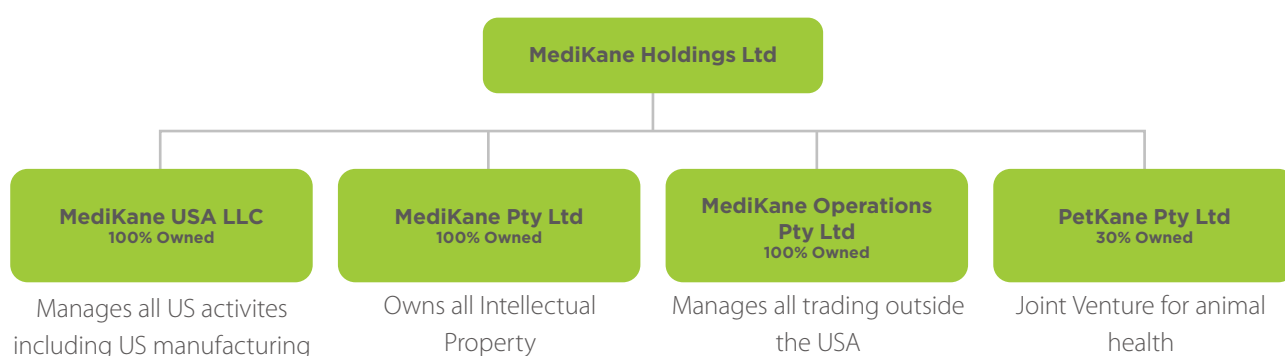 MediKane Holdings Ltd
MediKane USA LLC
100% Owned
MediKane Pty Ltd
100% Owned
MediKane Operations
Pty Ltd
100% Owned
PetKane Pty Ltd
30% Owned
Manages all US activites
including US manufacturing
Owns all Intellectual
Property
Manages all trading outside
the USA
Joint Venture for animal
health